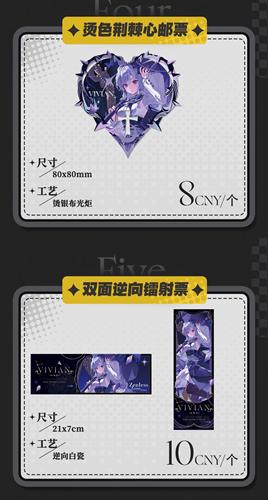 Four
烫色荆棘心邮票
VIVIAN
尺寸
80x80mm
工艺
烫银布光炬
8CNY/个
Five
双面逆向镭射票
VIVIAN
Zenless
VIVIAN
尺寸
21x7cm
工艺
逆向白瓷
10CNY/个